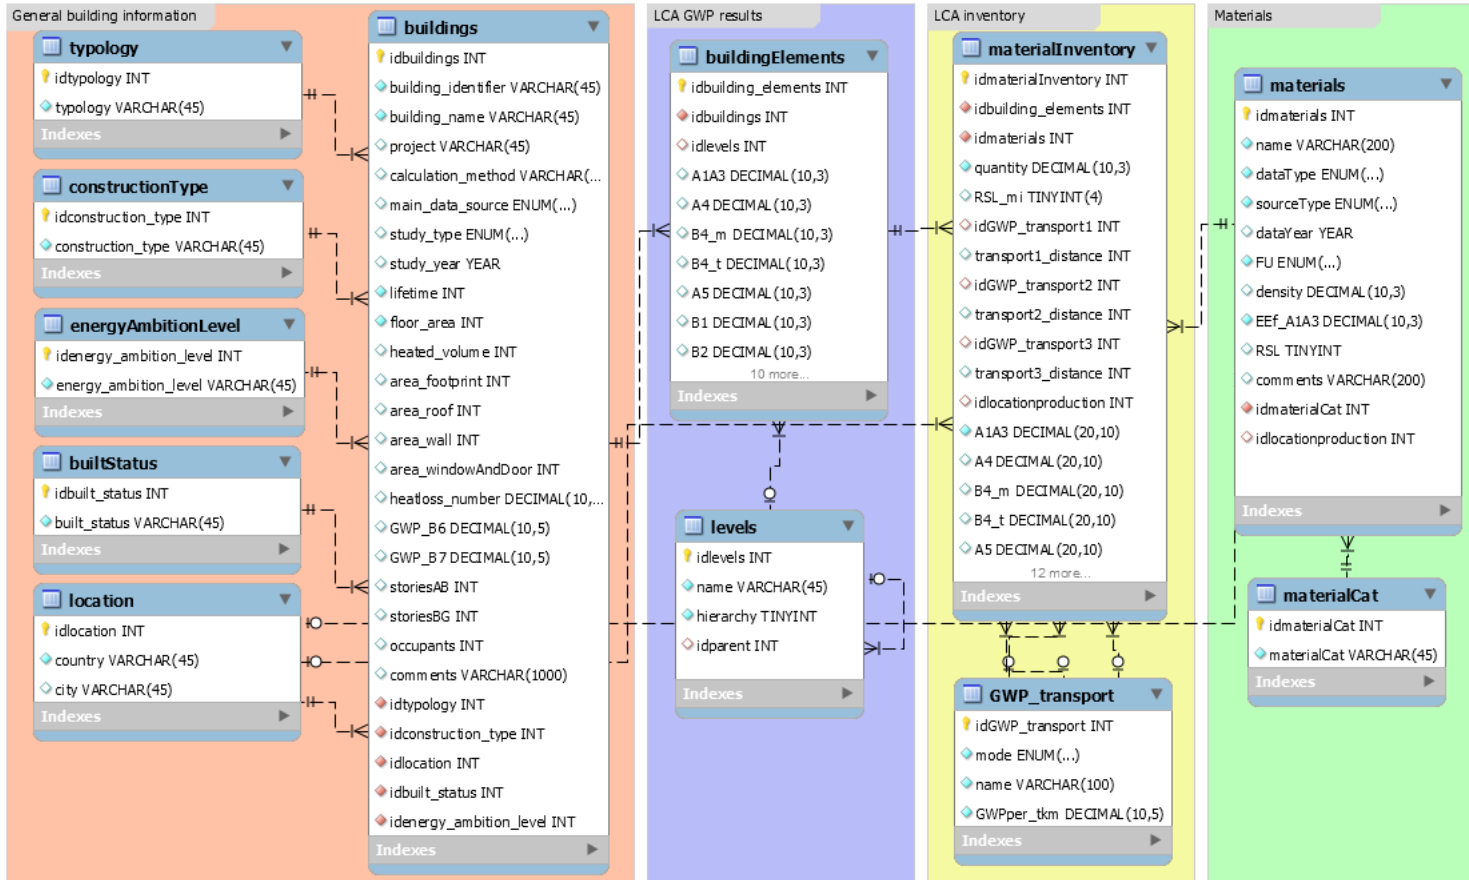 General building information
typology
idtypology INT
typology VARCHAR(45)
Indexes
constructionType
idconstruction_type INT
construction_type VARCHAR(45)
Indexes
energyAmbitionLevel
idenergy_ambition_level INT
energy_ambition_level VARCHAR(45)
Indexes
builtStatus
idbuilt_status INT
built_status VARCHAR(45)
Indexes
location
idlocation INT
country VARCHAR(45)
city VARCHAR(45)
Indexes
buildings
idbuildings INT
building_identifier VARCHAR(45)
building_name VARCHAR(45)
project VARCHAR(45)
calculation_method VARCHAR(...
main_data_source ENUM(...)
study_type ENUM(...)
study_year YEAR
lifetime INT
floor_area INT
heated_volume INT
area_footprint INT
area_roof INT
area_wall INT
area_windowAndDoor INT
heatloss_number DECIMAL(10,...
GWP_B6 DECIMAL(10,5)
GWP_B7 DECIMAL(10,5)
storiesAB INT
storiesBG INT
occupants INT
comments VARCHAR(1000)
idtypology INT
idconstruction_type INT
idlocation INT
idbuilt_status INT
idenergy_ambition_level INT
Indexes
LCA GWP results
buildingElements
idbuilding_elements INT
idbuildings INT
idlevels INT
A1A3 DECIMAL(10,3)
A4 DECIMAL(10,3)
B4_m DECIMAL(10,3)
B4_t DECIMAL(10,3)
A5 DECIMAL(10,3)
B1 DECIMAL(10,3)
B2 DECIMAL(10,3)
10 more...
Indexes
levels
idlevels INT
name VARCHAR(45)
hierarchy TINYINT
idparent INT
Indexes
LCA inventory
materialInventory
idmaterialInventory INT
idbuilding_elements INT
idmaterials INT
quantity DECIMAL(10,3)
RSL_mi TINYINT(4)
idGWP_transport1 INT
transport1_distance INT
idGWP_transport2 INT
transport2_distance INT
idGWP_transport3 INT
transport3_distance INT
idlocationproduction INT
A1A3 DECIMAL(20,10)
A4 DECIMAL(20,10)
B4_m DECIMAL(20,10)
B4_t DECIMAL(20,10)
A5 DECIMAL(20,10)
12 more...
Indexes
GWP_transport
idGWP_transport INT
mode ENUM(...)
name VARCHAR(100)
GWPper_tkm DECIMAL(10,5)
Indexes
Materials
materials
idmaterials INT
name VARCHAR(200)
dataType ENUM(...)
sourceType ENUM(...)
dataYear YEAR
FU ENUM(...)
density DECIMAL(10,3)
EEf_A1A3 DECIMAL(10,3)
RSL TINYINT
comments VARCHAR(200)
idmaterialCat INT
idlocationproduction INT
Indexes
materialCat
idmaterialCat INT
materialCat VARCHAR(45)
Indexes